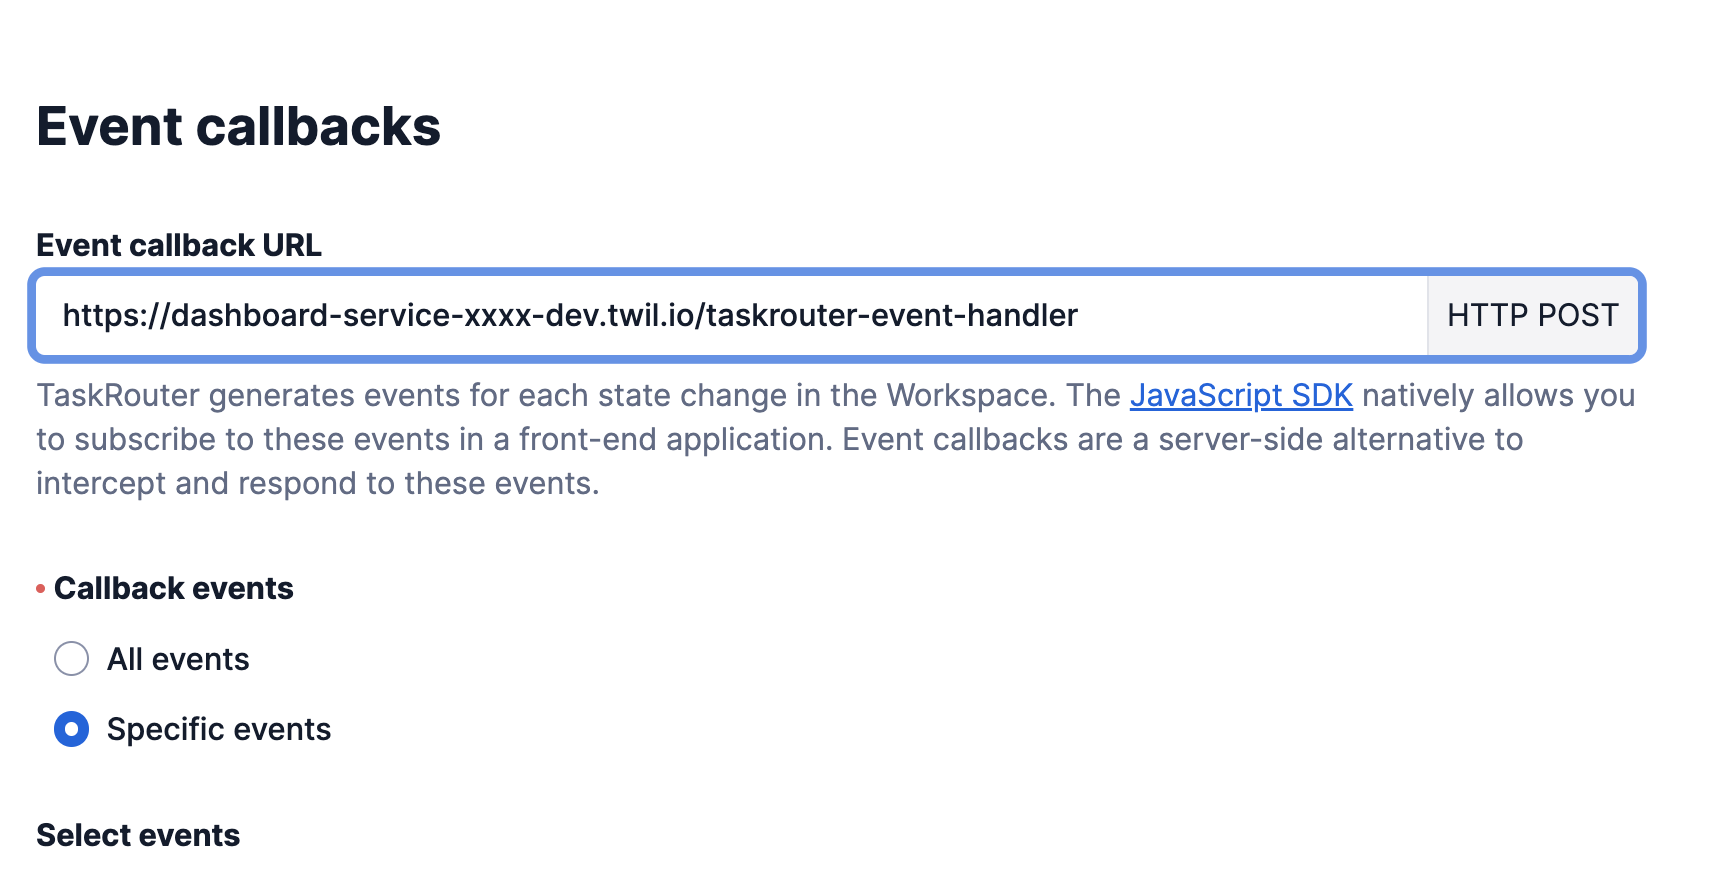 Event callbacks
Event callback URL
https://dashboard-service-xxxx-dev.twil.io/taskrouter-event-handler HTTP POST
TaskRouter generates events for each state change in the Workspace. The JavaScript SDK natively allows you
to subscribe to these events in a front-end application. Event callbacks are a server-side alternative to
intercept and respond to these events.
Callback events
All events
Specific events
Select events